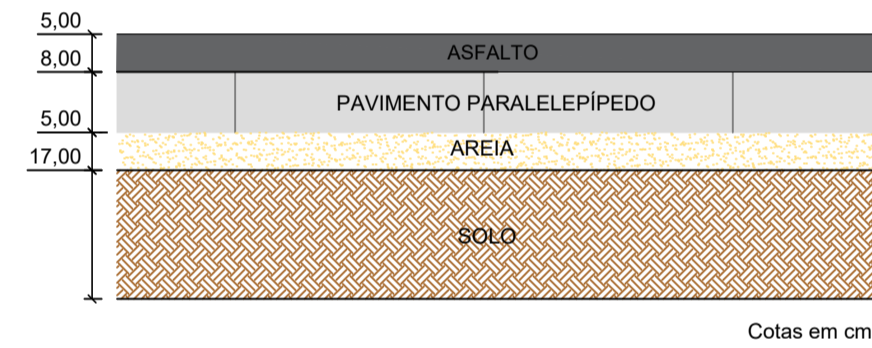 5,00
ASFALTO
8,00
PAVIMENTO PARALELEPÍPEDO
5,00
AREIA
17,00
SOLO
Cotas em cm